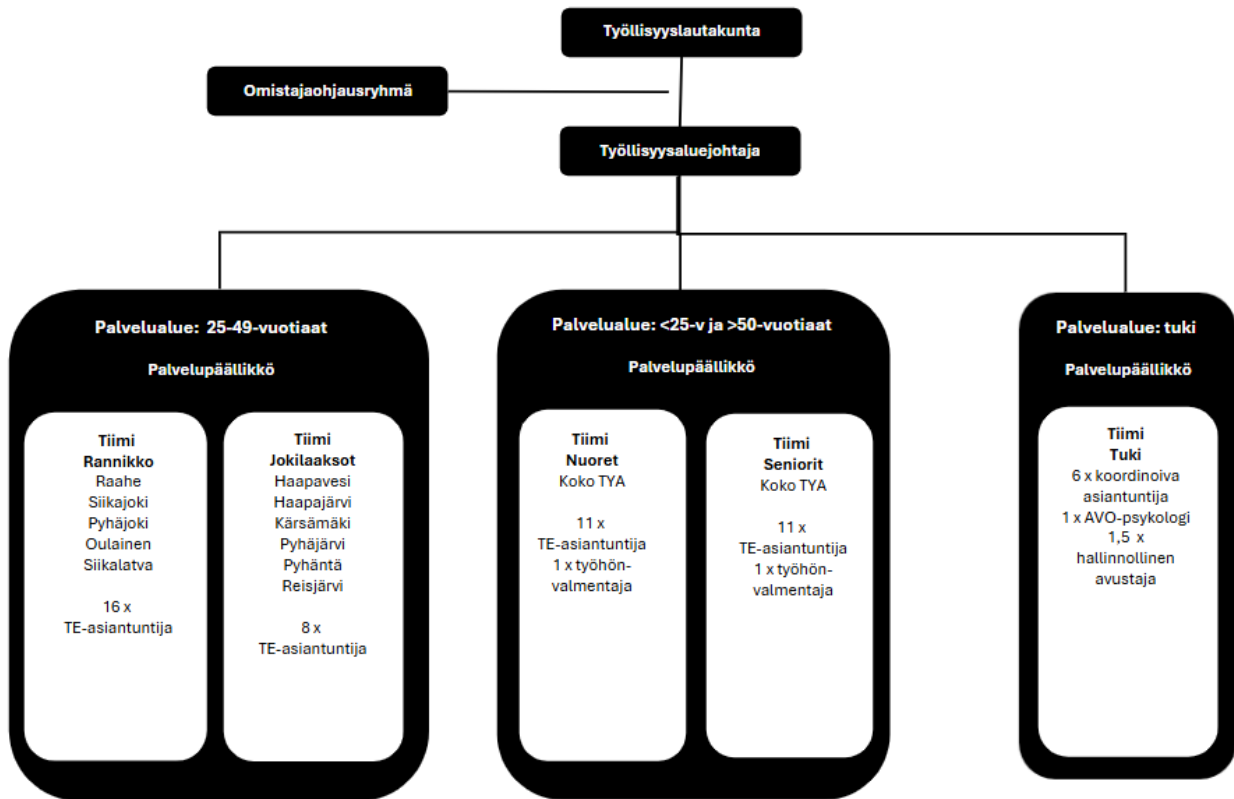 Työllisyyslautakunta
Omistajaohjausryhmä
Työllisyysaluejohtaja
Palvelualue: 25-49-vuotiaat
Palvelupäällikkö
Tiimi
Rannikko
Raahe
Siikajoki
Pyhäjoki
Oulainen
Siikalatva
16 x
TE-asiantuntija
Tiimi
Jokilaaksot
Haapavesi
Haapajärvi
Kärsämäki
Pyhäjärvi
Pyhäntä
Reisjärvi
8 x
TE-asiantuntija
Palvelualue: <25-v ja >50-vuotiaat
Palvelupäällikkö
Tiimi
Nuoret
Koko TYA
11 x
TE-asiantuntija
1 x työhön-
valmentaja
Tiimi
Seniorit
Koko TYA
11 x
TE-asiantuntija
1 x työhön-
valmentaja
Palvelualue: tuki
Palvelupäällikkö
Tiimi
Tuki
6 x koordinoiva
asiantuntija
1 x AVO-psykologi
1,5 x
hallinnollinen
avustaja